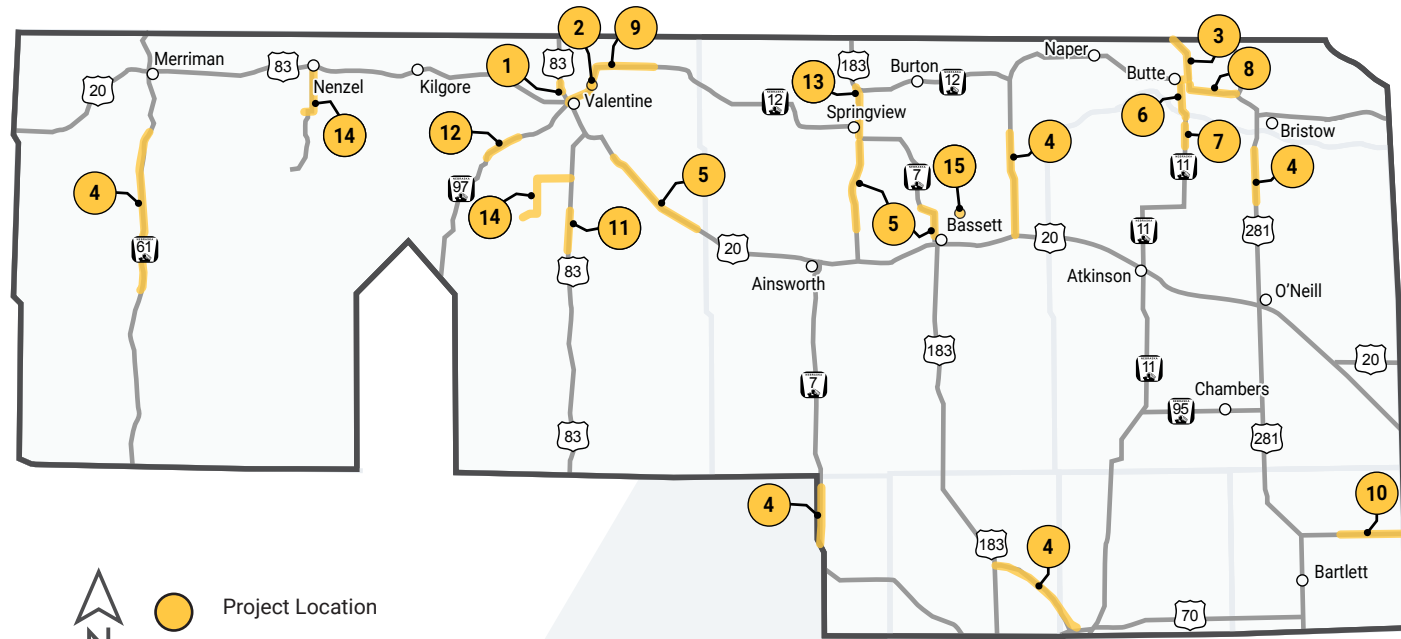 2
9
3
1
83
13
183
Naper
Merriman
83
Burton
12
Butte
8
20
Nenzel
Kilgore
Valentine
12
Springview
6
14
12
Bristow
4
7
15
7
11
4
4
97
5
14
11
5
Bassett
61
20
20
11
281
83
Ainsworth
Atkinson
O'Neill
183
20
7
11
Chambers
95
83
281
4
10
183
4
Bartlett
Project Location
70
N